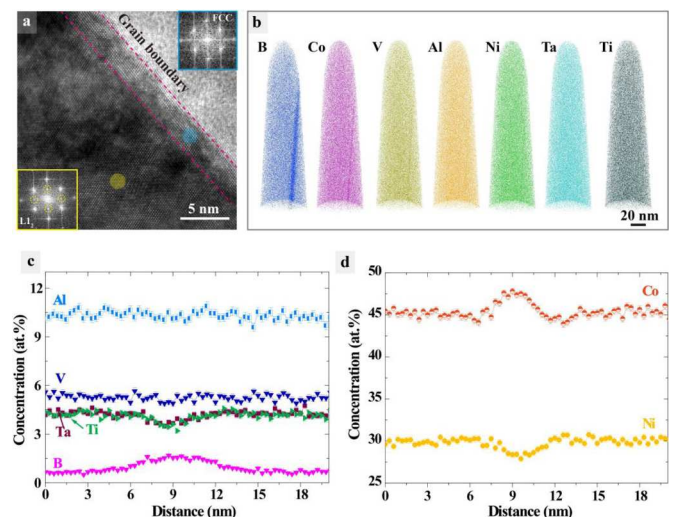 a
Grain boundary
FCC
L1₂
5 nm
b
B Co V Al Ni Ta Ti
20 nm
c
Concentration (at.%)
12
9
6
3
0
Al
V
Ta
Ti
B
0 3 6 9 12 15 18
Distance (nm)
d
Concentration (at.%)
50
45
40
35
30
25
Co
Ni
0 3 6 9 12 15 18
Distance (nm)